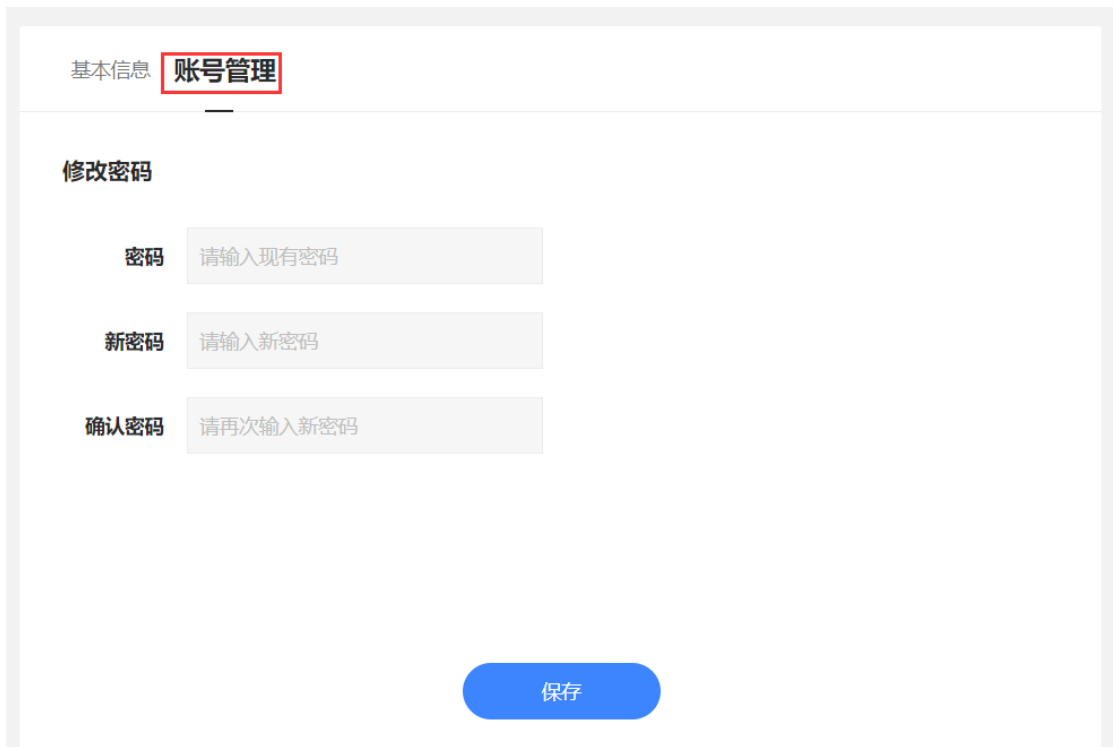 基本信息 账号管理
修改密码
密码 请输入现有密码
新密码 请输入新密码
确认密码 请再次输入新密码
保存